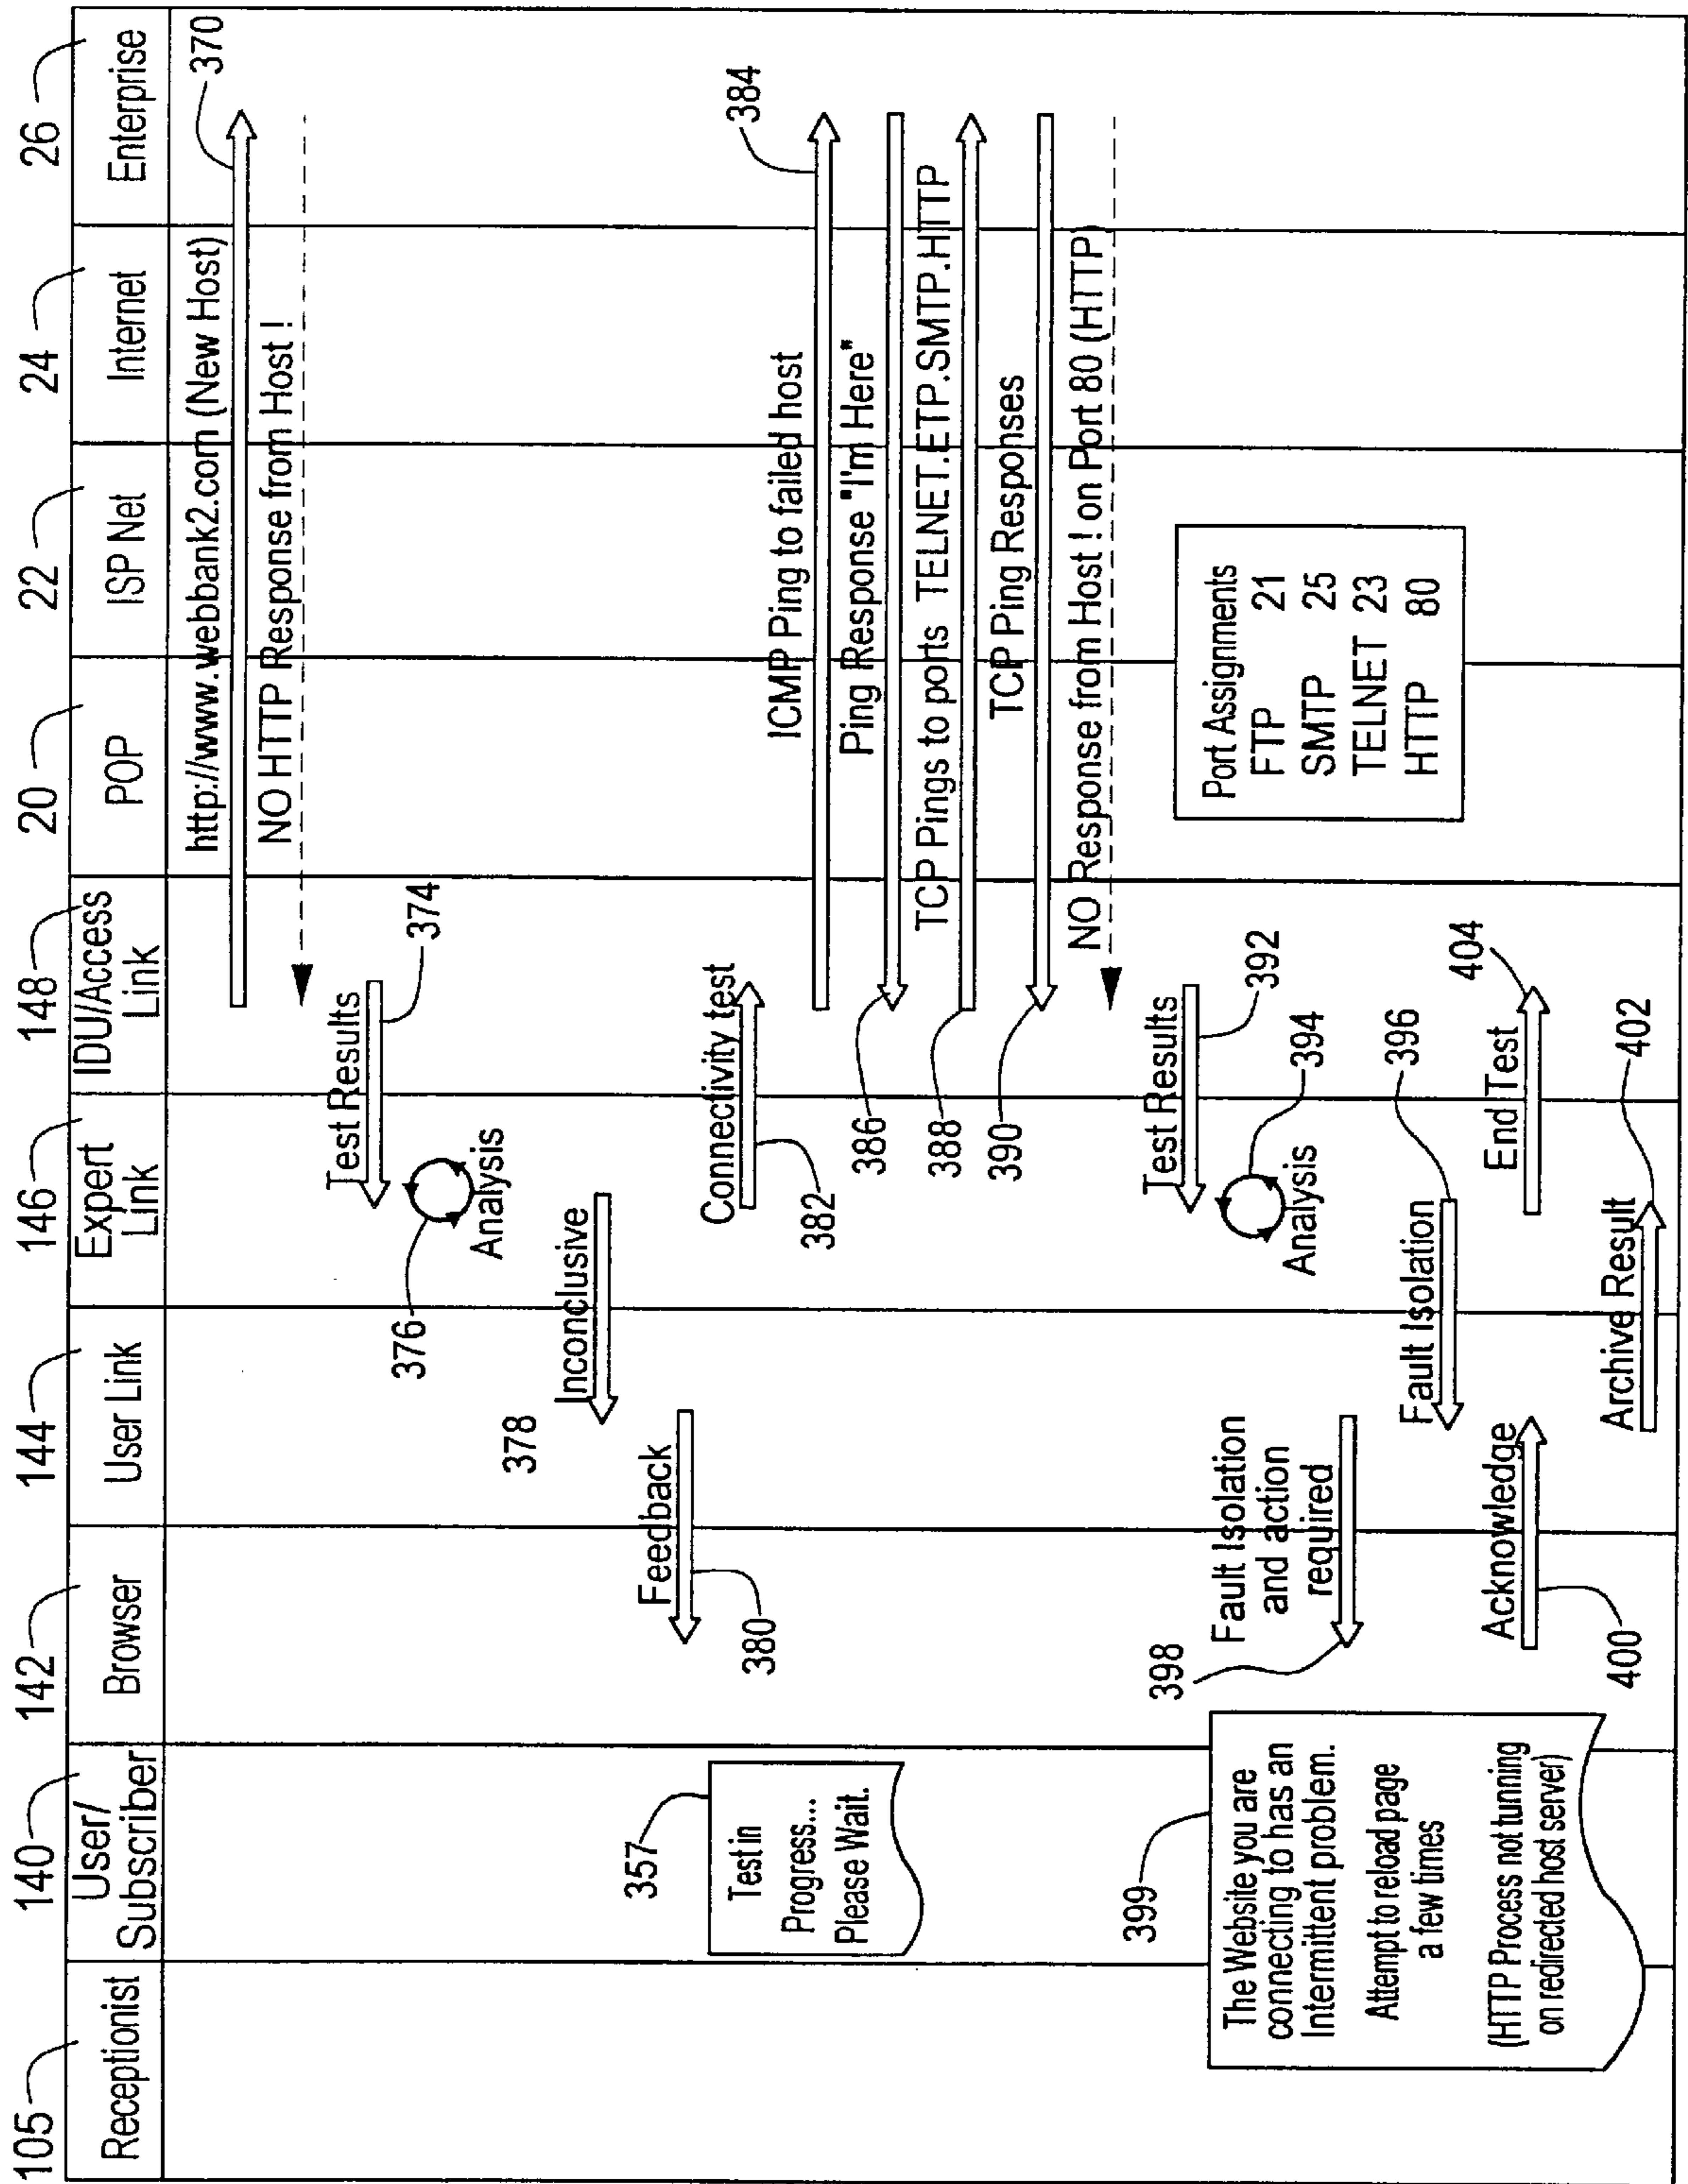 105
140
142
144
146
148
20
22
24
26
Receptionist
User/
Subscriber
Browser
User Link
Expert
Link
IDU/Access
Link
POP
ISP Net
Internet
Enterprise
http://www.webbank2.com (New Host)
370
NO HTTP Response from Host !
Test Results
374
376
Analysis
378
Inconclusive
Feedback
380
357
Test in
Progress...
Please Wait.
Connectivity test
382
ICMP Ping to failed host
384
Ping Response "I'm Here"
386
TCP Pings to ports TELNET.ETP.SMTP.HTTP
388
TCP Ping Responses
390
NO Response from Host ! on Port 80 (HTTP)
Test Results
392
394
Analysis
Port Assignments
FTP 21
SMTP 25
TELNET 23
HTTP 80
396
Fault Isolation
398
Fault Isolation
and action
required
399
The Website you are
connecting to has an
Intermittent problem.
Attempt to reload page
a few times
(HTTP Process not tunning
on redirected host server)
Acknowledge
400
End Test
404
Archive Result
402